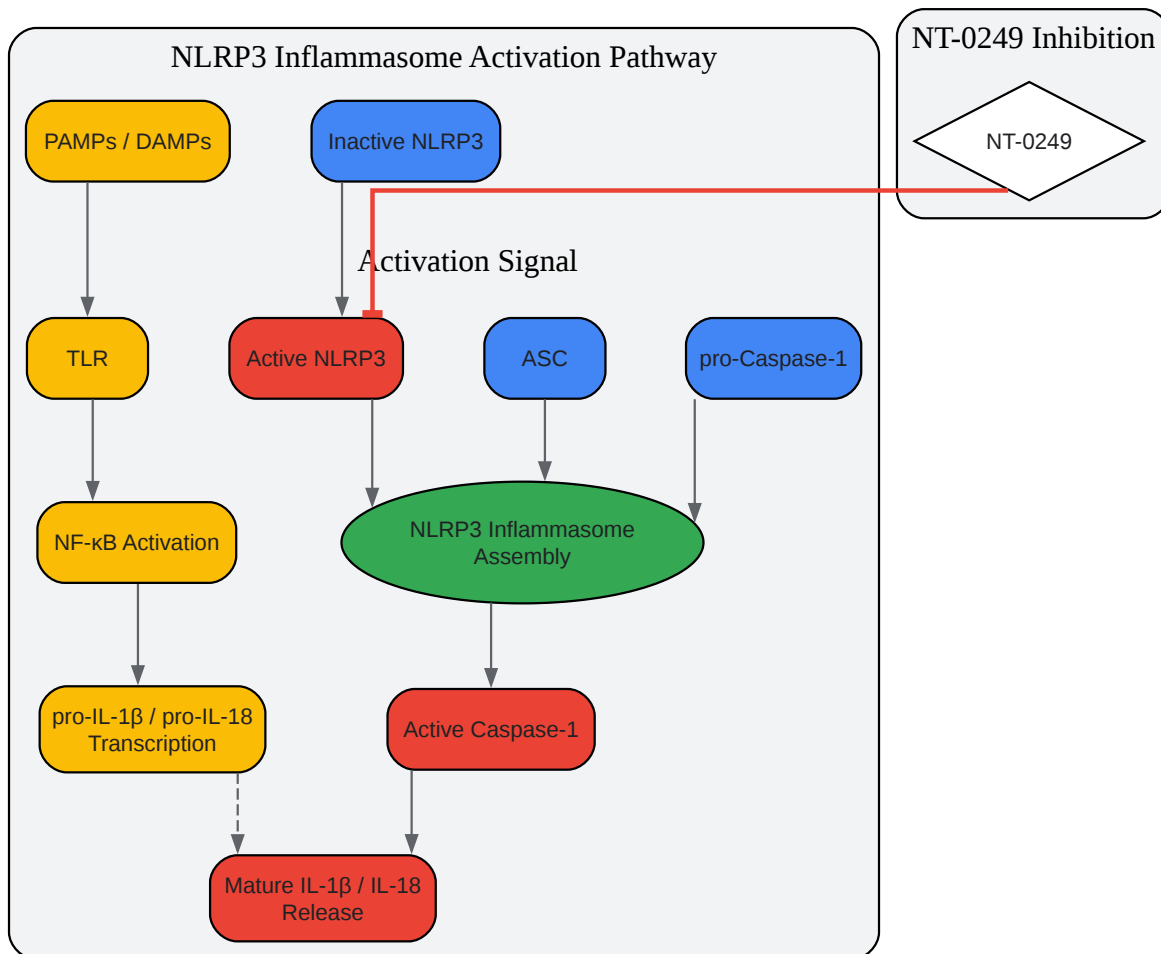 NLRP3 Inflammasome Activation Pathway
NT-0249 Inhibition
PAMPs / DAMPs
Inactive NLRP3
NT-0249
Activation Signal
TLR
Active NLRP3
ASC
pro-Caspase-1
NF-κB Activation
NLRP3 Inflammasome
Assembly
pro-IL-1β / pro-IL-18
Transcription
Active Caspase-1
Mature IL-1β / IL-18
Release